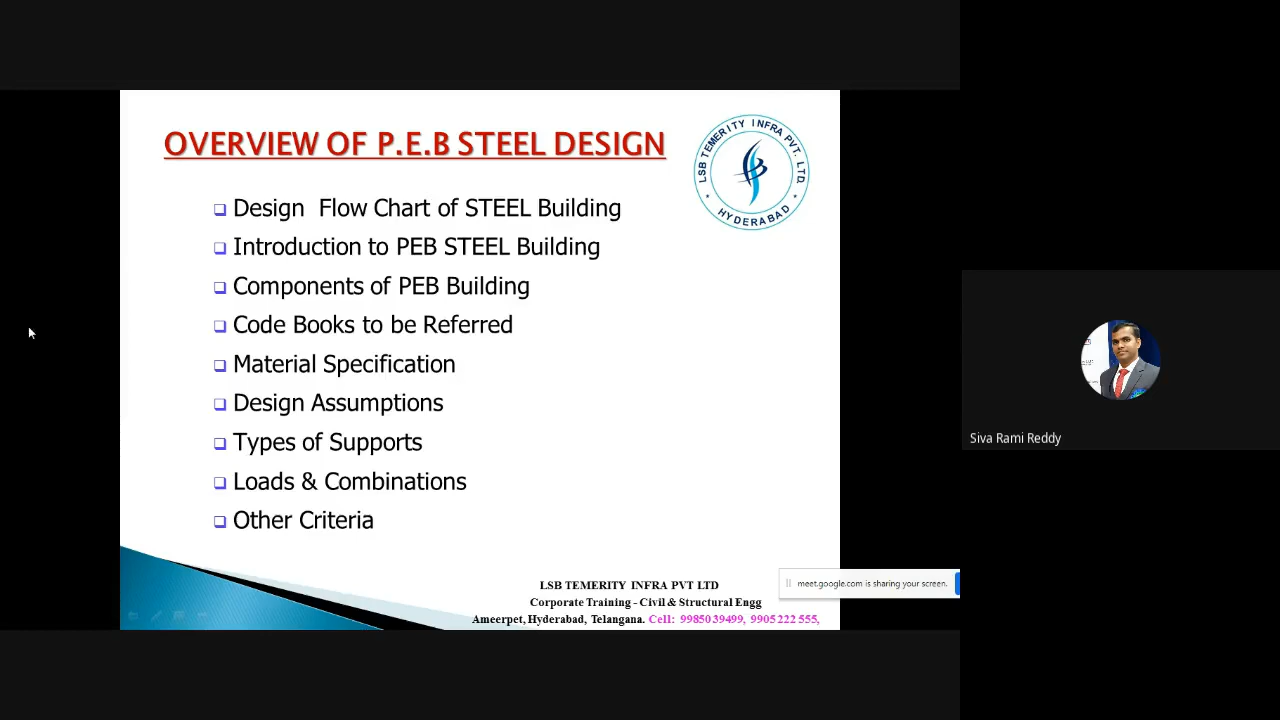 OVERVIEW OF P.E.B STEEL DESIGN
LSB TEMERITY INFRA PVT. LTD.
* HYDERABAD *
Design Flow Chart of STEEL Building
Introduction to PEB STEEL Building
Components of PEB Building
Code Books to be Referred
Material Specification
Design Assumptions
Types of Supports
Loads & Combinations
Other Criteria
LSB TEMERITY INFRA PVT LTD
Corporate Training - Civil & Structural Engg
Ameerpet, Hyderabad, Telangana. Cell: 9985039499, 9905 222 555,
meet.google.com is sharing your screen.
Siva Rami Reddy